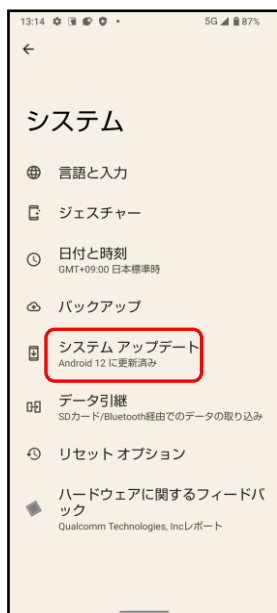 13:14 5G 87%
システム
言語と入力
ジェスチャー
日付と時刻
GMT+09:00 日本標準時
バックアップ
システム アップデート
Android 12 に更新済み
データ引継
SDカード/Bluetooth経由でのデータの取り込み
リセット オプション
ハードウェアに関するフィードバ
ック
Qualcomm Technologies, Incレポート